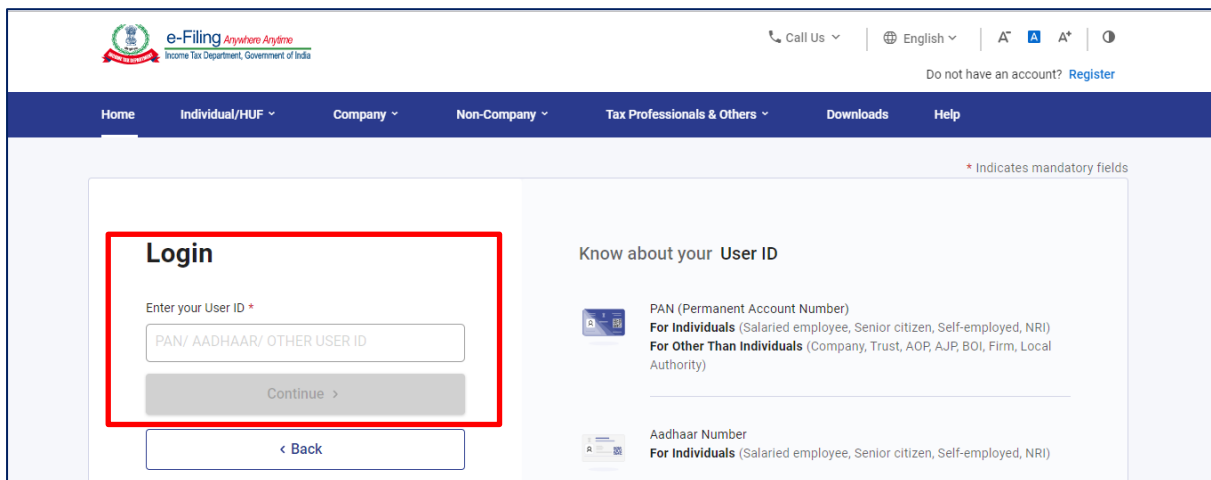 e-Filing Anywhere Anytime
Income Tax Department, Government of India
Call Us
English
A-
A
A+
Do not have an account? Register
Home Individual/HUF Company Non-Company Tax Professionals & Others Downloads Help
* Indicates mandatory fields
Login
Enter your User ID *
PAN/ AADHAAR/ OTHER USER ID
Continue >
< Back
Know about your User ID
PAN (Permanent Account Number)
For Individuals (Salaried employee, Senior citizen, Self-employed, NRI)
For Other Than Individuals (Company, Trust, AOP, AJP, BOI, Firm, Local
Authority)
Aadhaar Number
For Individuals (Salaried employee, Senior citizen, Self-employed, NRI)